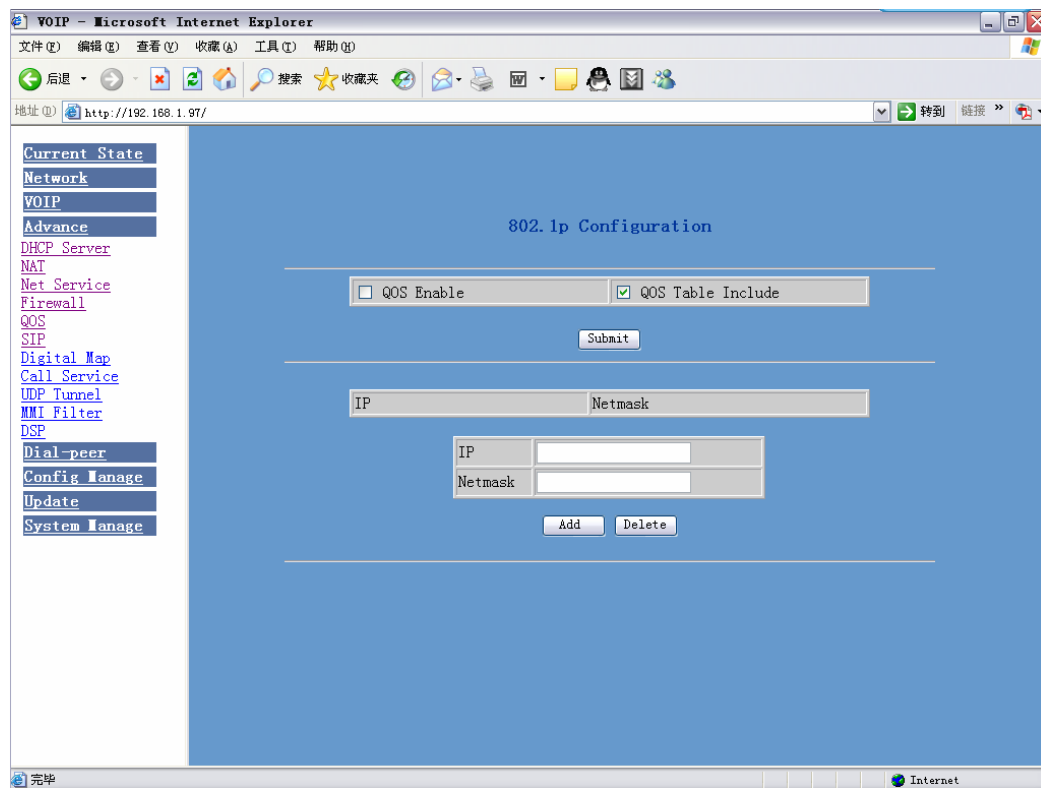 VOIP - Microsoft Internet Explorer
文件(F) 编辑(E) 查看(V) 收藏(A) 工具(T) 帮助(H)
后退 搜索 收藏夹
地址(D) http://192.168.1.97/ 转到 链接 »
Current State
Network
VOIP
Advance
DHCP Server
NAT
Net Service
Firewall
QOS
SIP
Digital Map
Call Service
UDP Tunnel
MMI Filter
DSP
Dial-peer
Config Manage
Update
System Manage
802.1p Configuration
QOS Enable QOS Table Include
Submit
IP Netmask
IP
Netmask
Add Delete
完毕 Internet